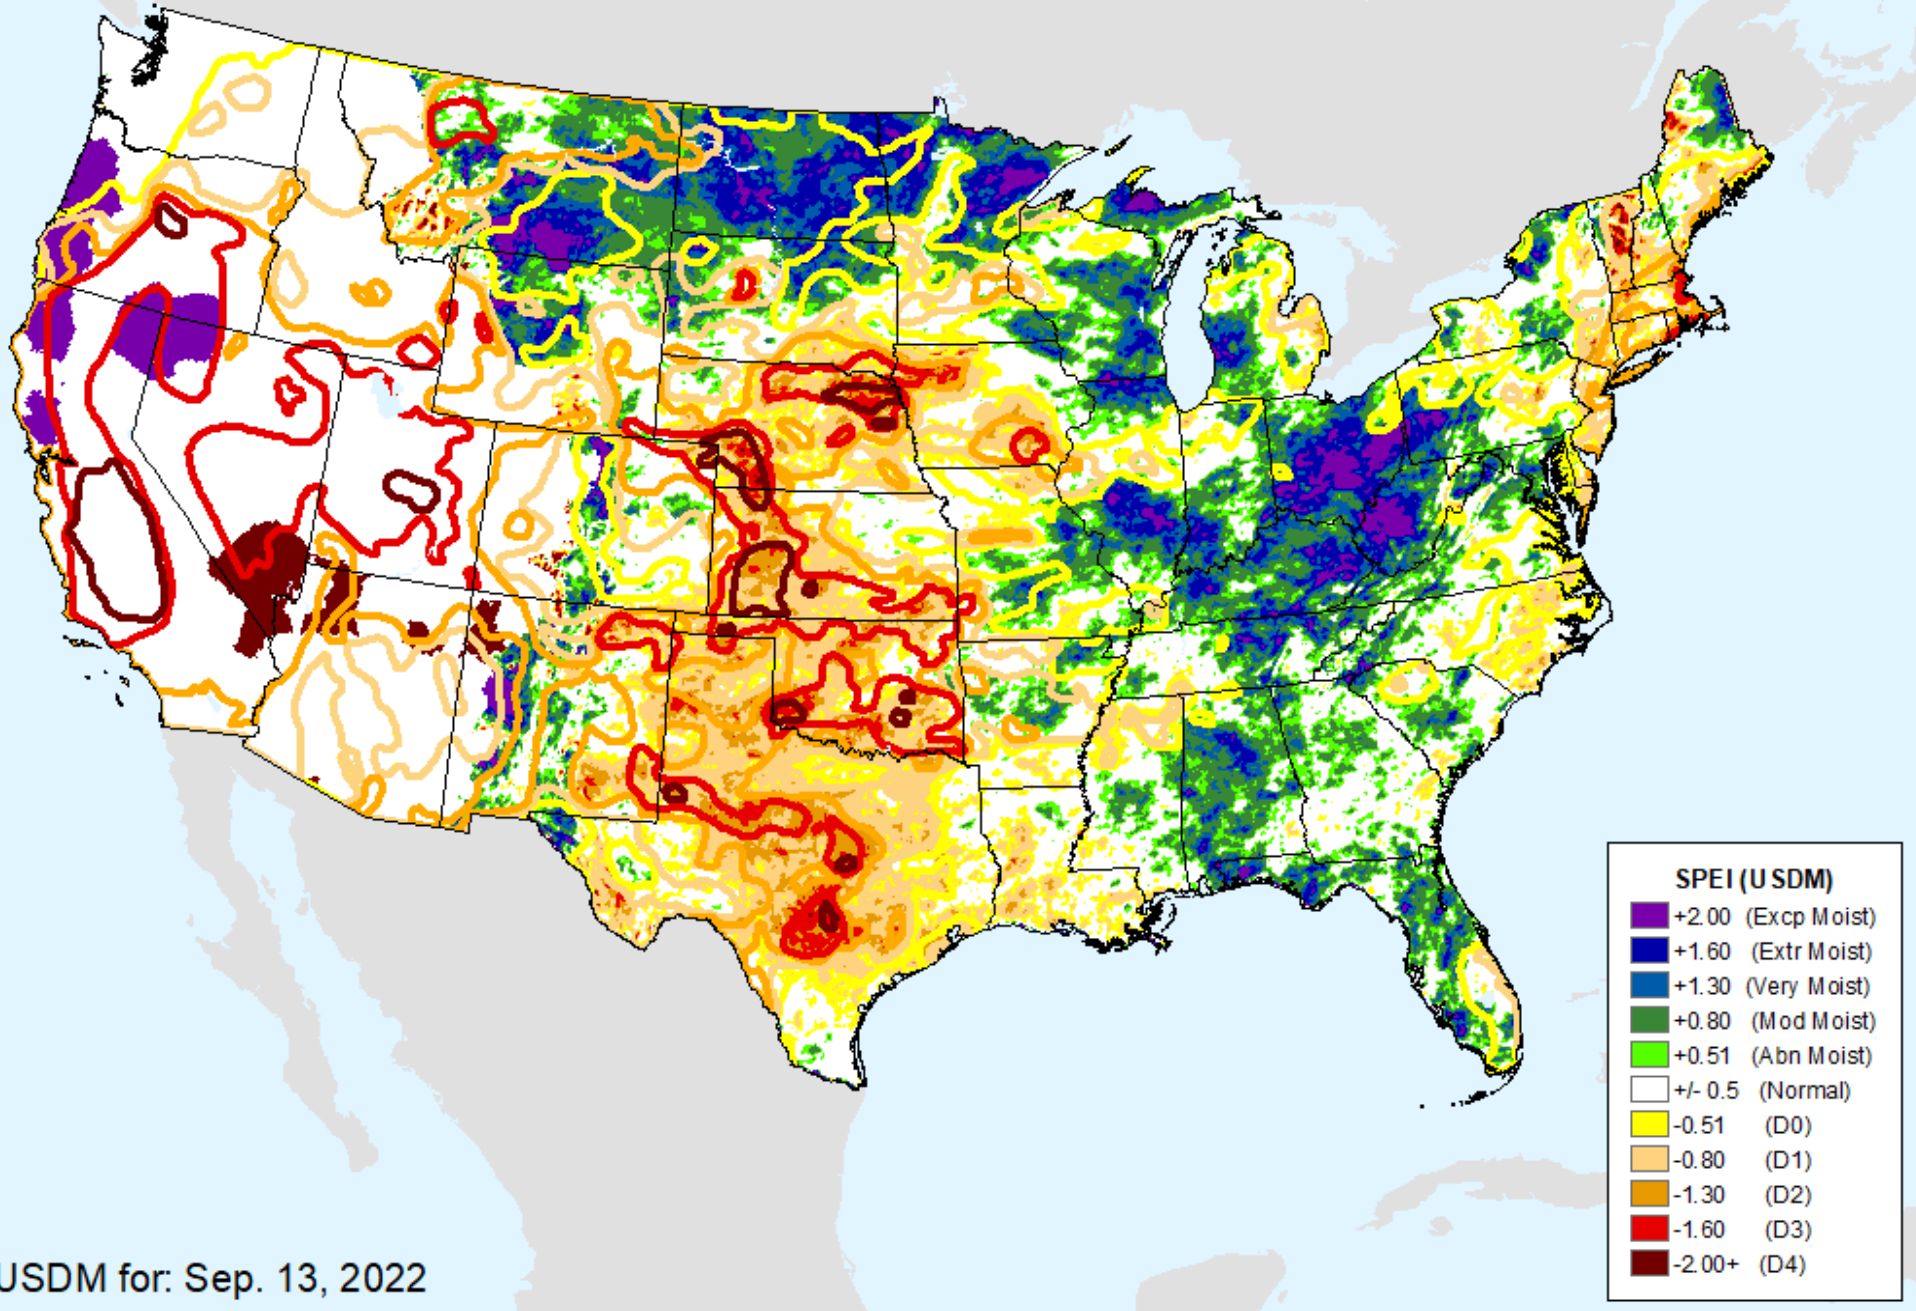 SPEI (USDM)
+2.00 (Excp Moist)
+1.60 (Extr Moist)
+1.30 (Very Moist)
+0.80 (Mod Moist)
+0.51 (Abn Moist)
+/- 0.5 (Normal)
-0.51 (D0)
-0.80 (D1)
-1.30 (D2)
-1.60 (D3)
-2.00+ (D4)
USDM for: Sep. 13, 2022